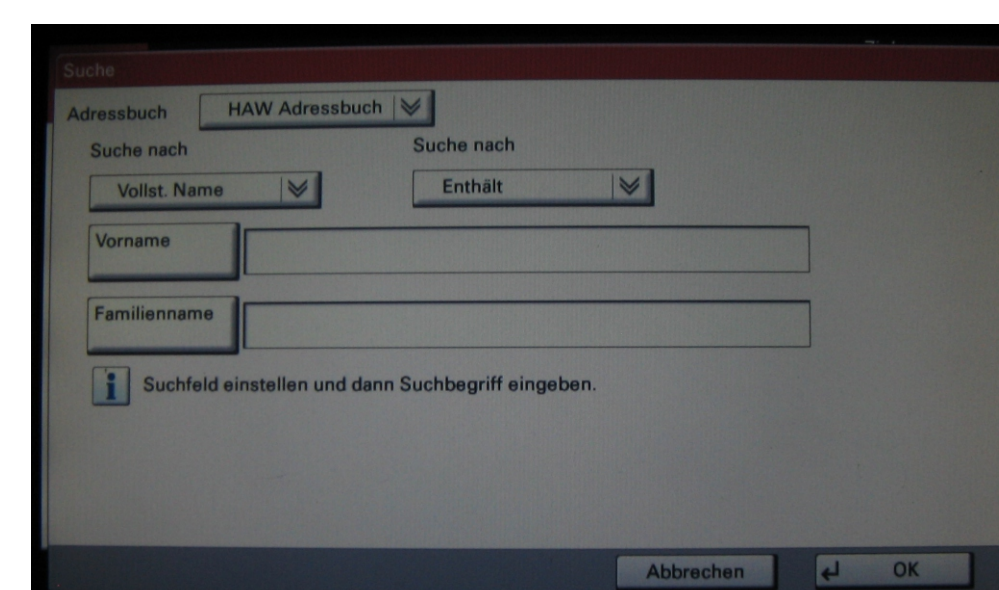 Suche
Adressbuch HAW Adressbuch
Suche nach Suche nach
Vollst. Name Enthält
Vorname
Familienname
i Suchfeld einstellen und dann Suchbegriff eingeben.
Abbrechen OK